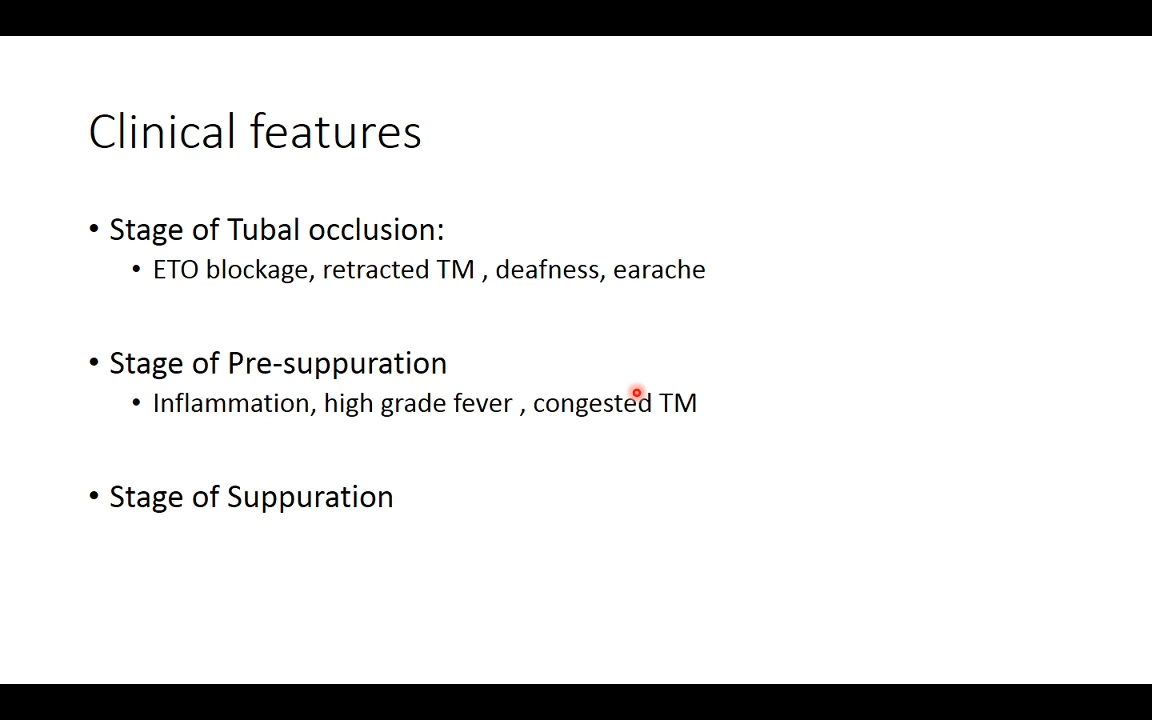 Clinical features
• Stage of Tubal occlusion:
• ETO blockage, retracted TM , deafness, earache
• Stage of Pre-suppuration
• Inflammation, high grade fever , congested TM
• Stage of Suppuration